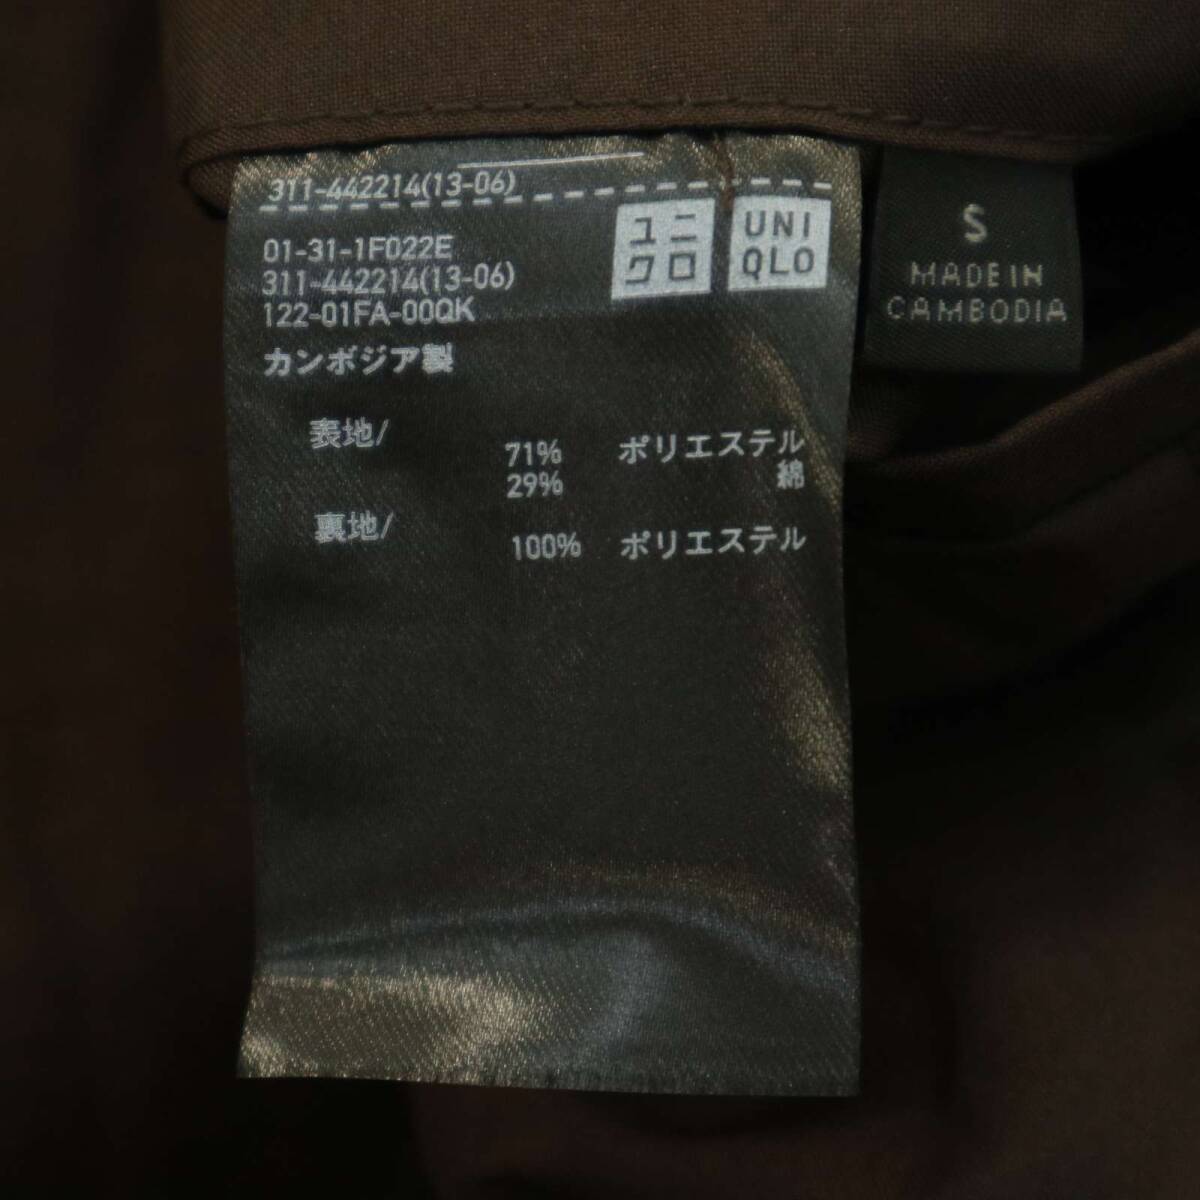 311-442214(13-06)
01-31-1F022E
311-442214(13-06)
122-01FA-00QK
カンボジア製
ユニ
クロ
UNI
QLO
表地/
71% ポリエステル
29% 綿
裏地/
100% ポリエステル
S
MADE IN
CAMBODIA